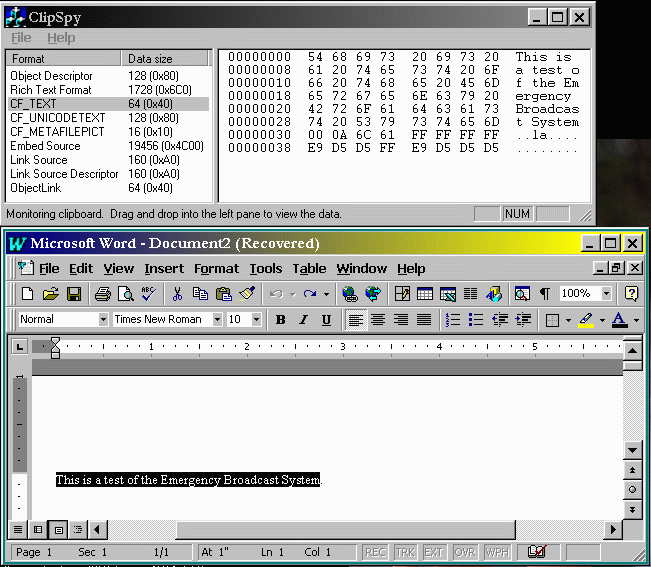 ClipSpy
File Help
Format Data size
Object Descriptor 128 (0x80)
Rich Text Format 1728 (0x6C0)
CF_TEXT 64 (0x40)
CF_UNICODETEXT 128 (0x80)
CF_METAFILEPICT 16 (0x10)
Embed Source 19456 (0x4C00)
Link Source 160 (0xA0)
Link Source Descriptor 160 (0xA0)
ObjectLink 64 (0x40)
00000000 54 68 69 73 20 69 73 20 This is
00000008 61 20 74 65 73 74 20 6F a test o
00000010 66 20 74 68 65 20 45 6D f the Em
00000018 65 72 67 65 6E 63 79 20 ergency
00000020 42 72 6F 61 64 63 61 73 Broadcas
00000028 74 20 53 79 73 74 65 6D t System
00000030 00 0A 6C 61 FF FF FF FF ..la....
00000038 E9 D5 D5 FF E9 D5 D5 D5 ........
Monitoring clipboard. Drag and drop into the left pane to view the data. NUM
Microsoft Word - Document2 (Recovered)
File Edit View Insert Format Tools Table Window Help
ABC 100%
Normal Times New Roman 10 B I U A
L 1 2 3 4 5
1
This is a test of the Emergency Broadcast System.
Page 1 Sec 1 1/1 At 1" Ln 1 Col 1 REC TRK EXT OVR WPH